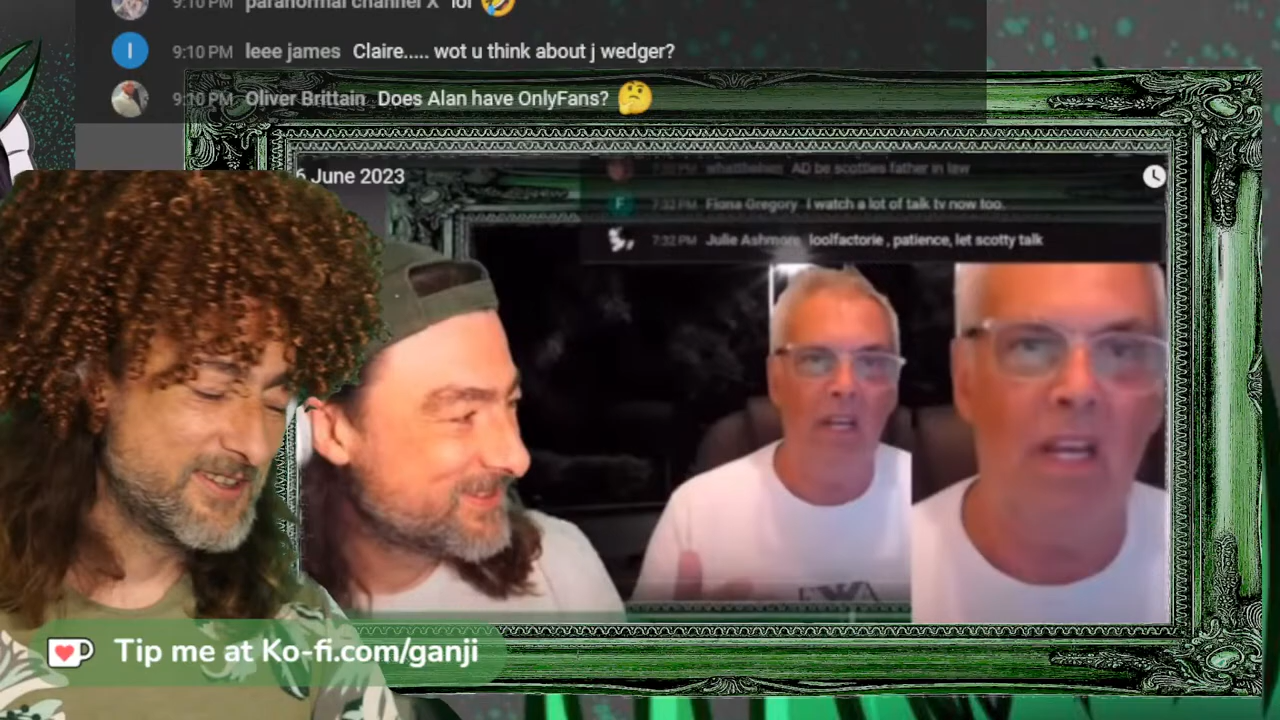 9:10 PM paranormal channel X lol 🤣
I 9:10 PM leee james Claire..... wot u think about j wedger?
9:10 PM Oliver Brittain Does Alan have OnlyFans? 🤔
6 June 2023
AD be scotties father in law
F 7:32 PM Fiona Gregory I watch a lot of talk tv now too.
7:32 PM Julie Ashmore loolfactorie , patience, let scotty talk
Tip me at Ko-fi.com/ganji